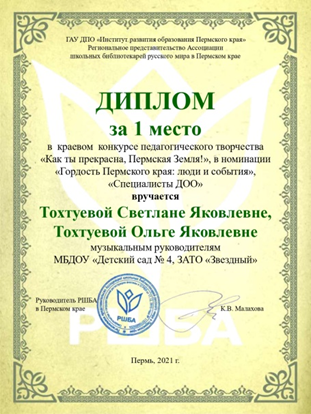 ГАУ ДПО «Институт развития образования Пермского края»
Региональное представительство Ассоциации
школьных библиотекарей русского мира в Пермском крае
ДИПЛОМ
за 1 место
в краевом конкурсе педагогического творчества
«Как ты прекрасна, Пермская Земля!», в номинации
«Гордость Пермского края: люди и события»,
«Специалисты ДОО»
вручается
Тохтуевой Светлане Яковлевне,
Тохтуевой Ольге Яковлевне
музыкальным руководителям
МБДОУ «Детский сад № 4, ЗАТО «Звездный»
Руководитель РШБА
в Пермском крае
К.В. Малахова
РШБА
Пермь, 2021 г.